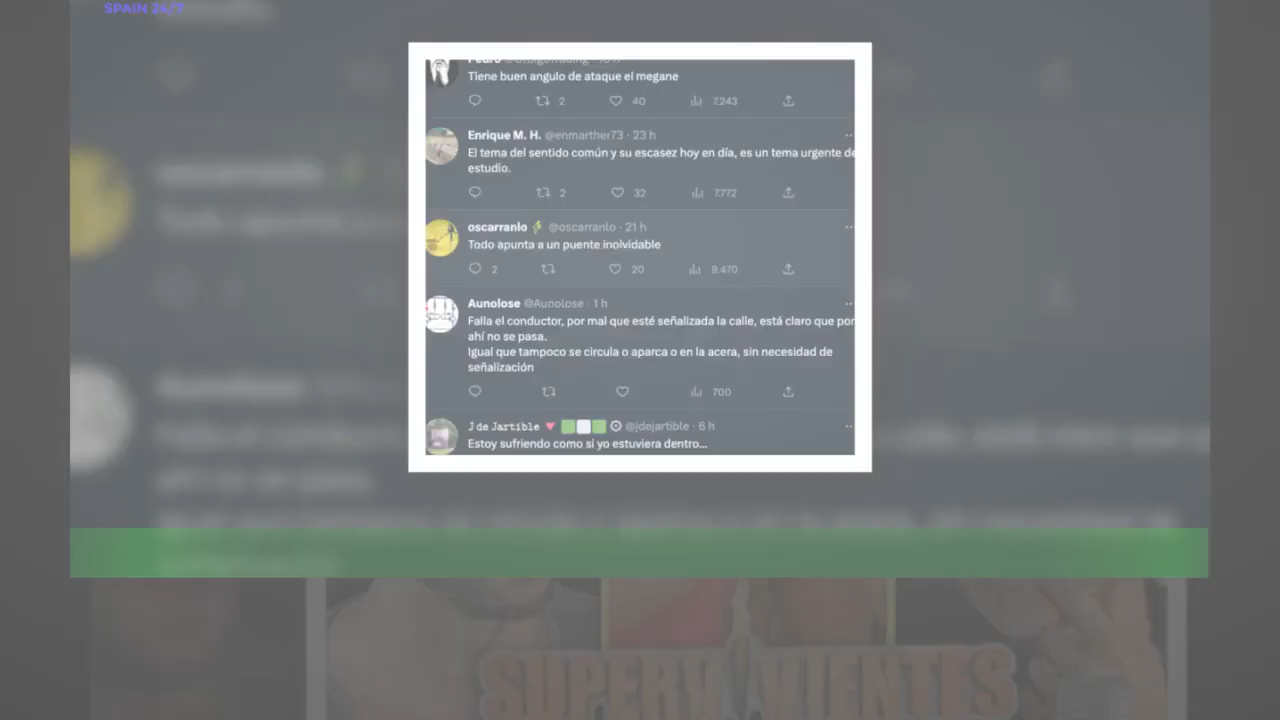 SPAIN 24/7
Pedro
Tiene buen angulo de ataque el megane
2 40 7.243
Enrique M. H. @enmarther73 · 23 h
El tema del sentido común y su escasez hoy en día, es un tema urgente de
estudio.
2 32 7.772
oscarranlo @oscarranlo · 21 h
Todo apunta a un puente inolvidable
2 20 9.470
Aunolose @Aunolose · 1 h
Falla el conductor, por mal que esté señalizada la calle, está claro que por
ahí no se pasa.
Igual que tampoco se circula o aparca o en la acera, sin necesidad de
señalización
700
J de Jartible @jdejartible · 6 h
Estoy sufriendo como si yo estuviera dentro...
SUPERVIVIENTES